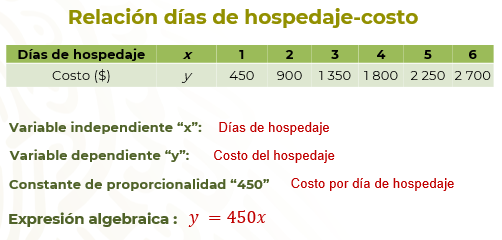 Relación días de hospedaje-costo
Días de hospedaje x 1 2 3 4 5 6
Costo ($) y 450 900 1 350 1 800 2 250 2 700
Variable independiente “x”: Días de hospedaje
Variable dependiente “y”: Costo del hospedaje
Constante de proporcionalidad “450” Costo por día de hospedaje
Expresión algebraica : y = 450x